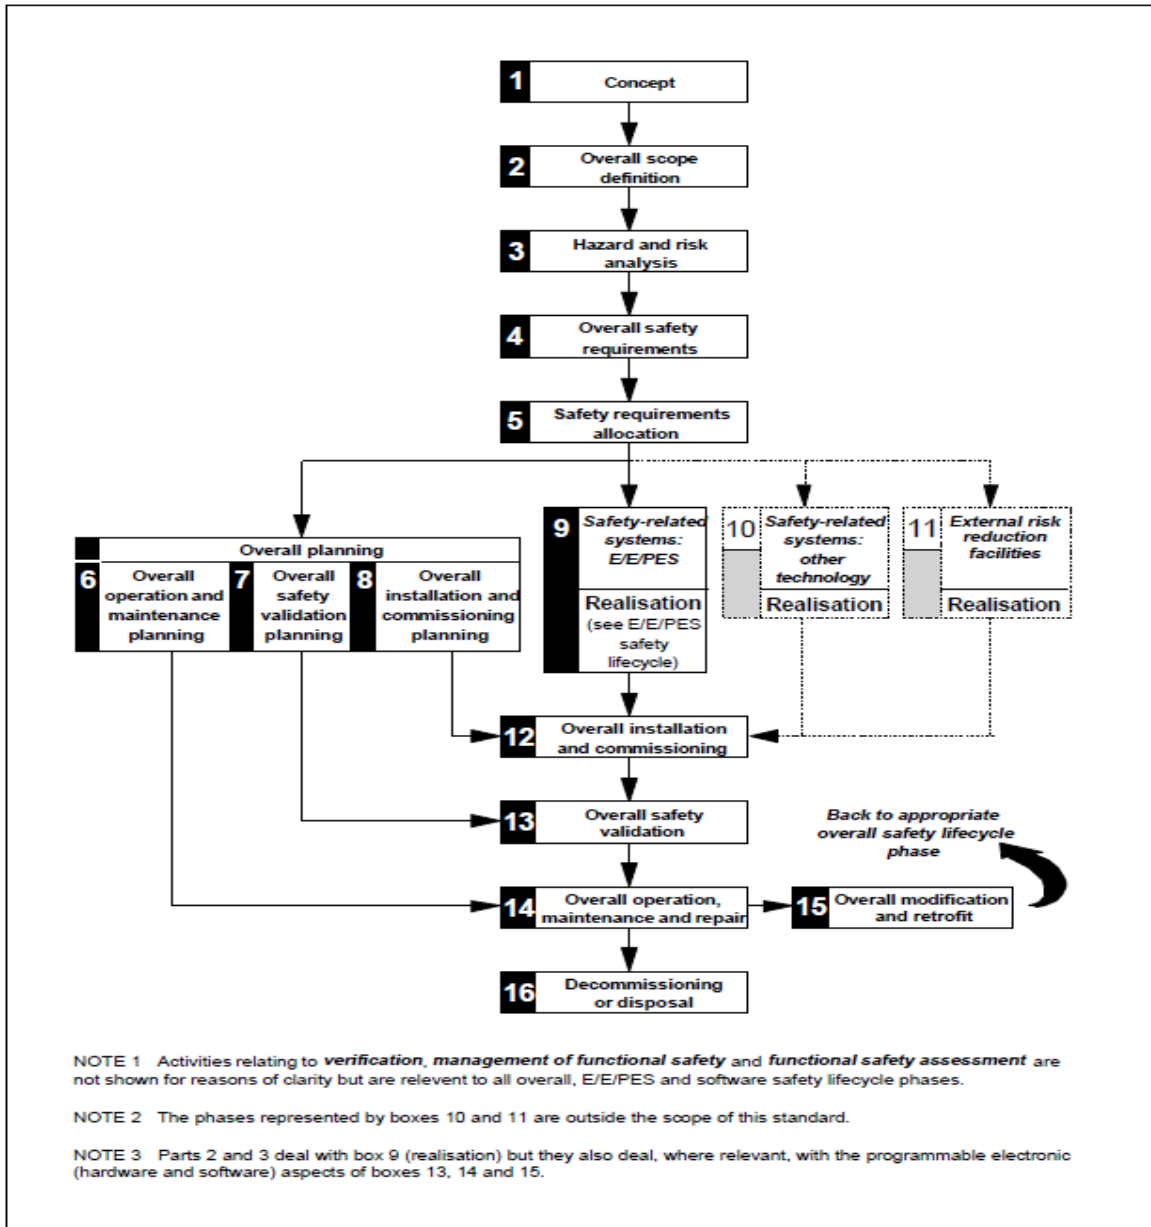 1
Concept
2
Overall scope
definition
3
Hazard and risk
analysis
4
Overall safety
requirements
5
Safety requirements
allocation
Overall planning
6
Overall
operation and
maintenance
planning
7
Overall
safety
validation
planning
8
Overall
installation and
commissioning
planning
9
Safety-related
systems:
E/E/PES
Realisation
(see E/E/PES
safety
lifecycle)
10
Safety-related
systems:
other
technology
Realisation
11
External risk
reduction
facilities
Realisation
12
Overall installation
and commissioning
13
Overall safety
validation
Back to appropriate
overall safety lifecycle
phase
14
Overall operation,
maintenance and repair
15
Overall modification
and retrofit
16
Decommissioning
or disposal
NOTE 1 Activities relating to verification, management of functional safety and functional safety assessment are
not shown for reasons of clarity but are relevent to all overall, E/E/PES and software safety lifecycle phases.
NOTE 2 The phases represented by boxes 10 and 11 are outside the scope of this standard.
NOTE 3 Parts 2 and 3 deal with box 9 (realisation) but they also deal, where relevant, with the programmable electronic
(hardware and software) aspects of boxes 13, 14 and 15.